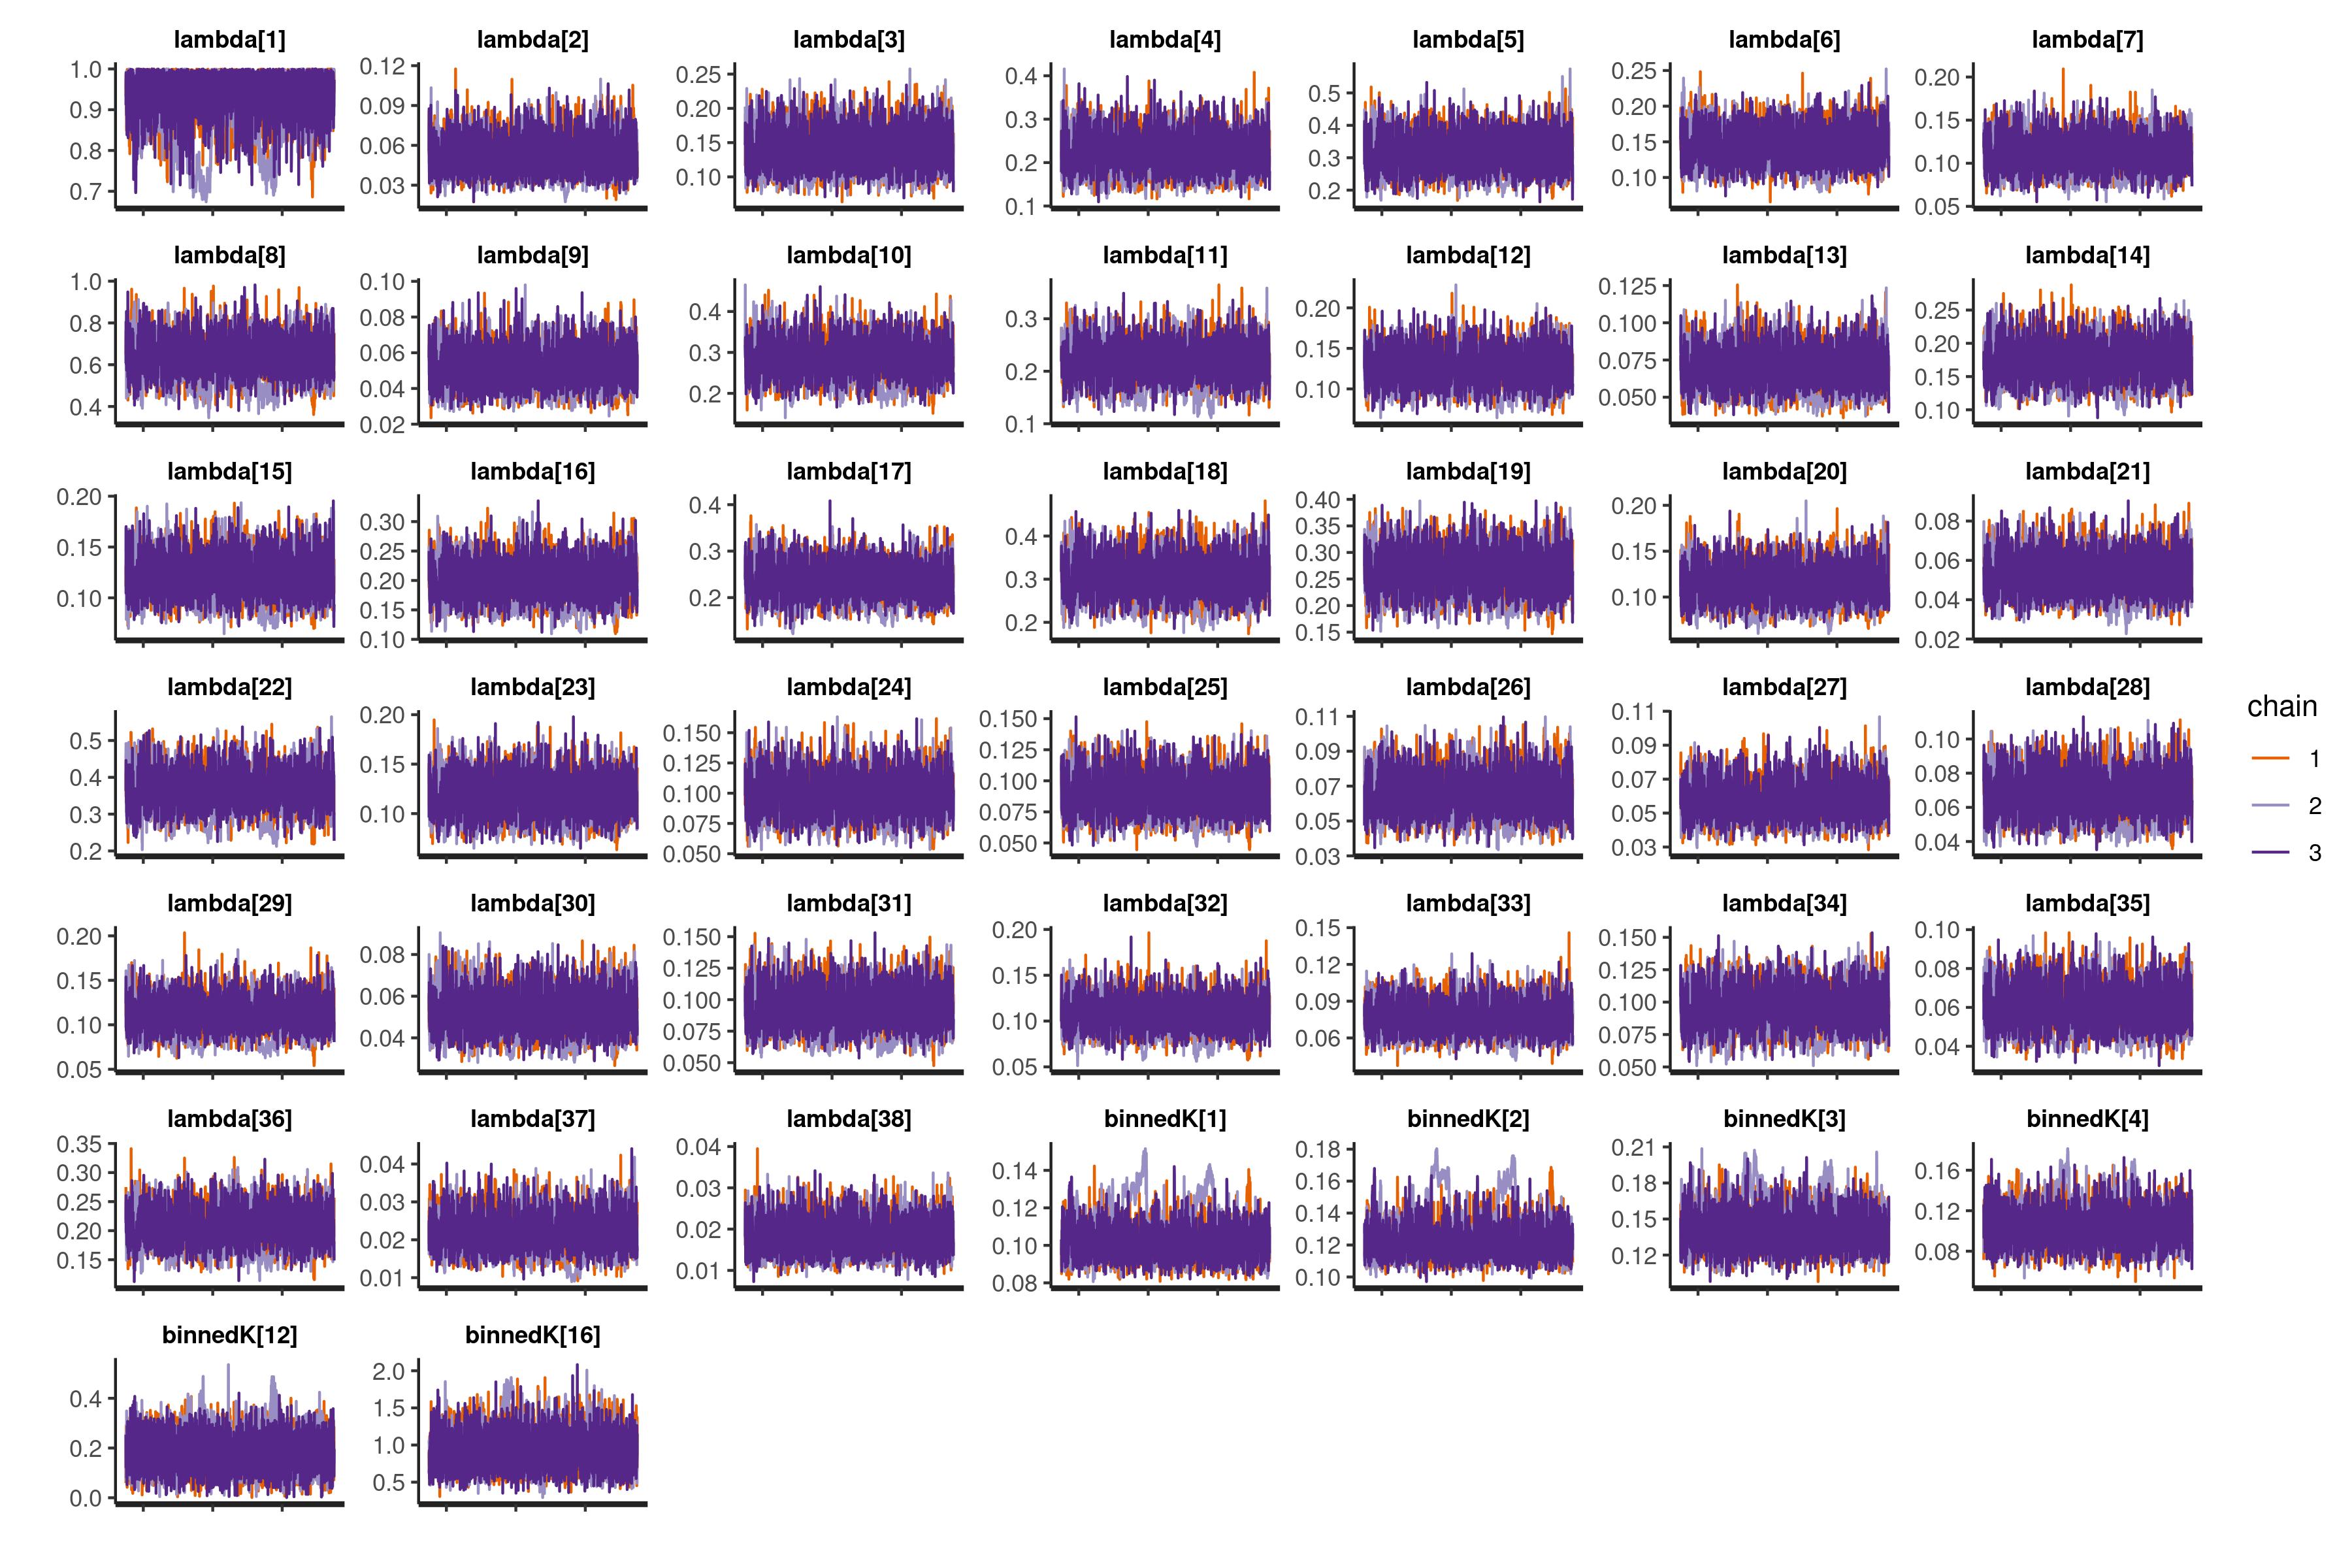 lambda[1] lambda[2] lambda[3] lambda[4] lambda[5] lambda[6] lambda[7]
1.0 0.9 0.8 0.7
0.12 0.09 0.06 0.03
0.25 0.20 0.15 0.10
0.4 0.3 0.2 0.1
0.5 0.4 0.3 0.2
0.25 0.20 0.15 0.10
0.20 0.15 0.10 0.05
lambda[8] lambda[9] lambda[10] lambda[11] lambda[12] lambda[13] lambda[14]
1.0 0.8 0.6 0.4
0.10 0.08 0.06 0.04 0.02
0.4 0.3 0.2
0.3 0.2 0.1
0.20 0.15 0.10
0.125 0.100 0.075 0.050
0.25 0.20 0.15 0.10
lambda[15] lambda[16] lambda[17] lambda[18] lambda[19] lambda[20] lambda[21]
0.20 0.15 0.10
0.30 0.25 0.20 0.15 0.10
0.4 0.3 0.2
0.4 0.3 0.2
0.40 0.35 0.30 0.25 0.20 0.15
0.20 0.15 0.10
0.08 0.06 0.04 0.02
lambda[22] lambda[23] lambda[24] lambda[25] lambda[26] lambda[27] lambda[28]
0.5 0.4 0.3 0.2
0.20 0.15 0.10
0.150 0.125 0.100 0.075 0.050
0.150 0.125 0.100 0.075 0.050
0.11 0.09 0.07 0.05 0.03
0.11 0.09 0.07 0.05 0.03
0.10 0.08 0.06 0.04
lambda[29] lambda[30] lambda[31] lambda[32] lambda[33] lambda[34] lambda[35]
0.20 0.15 0.10 0.05
0.08 0.06 0.04
0.150 0.125 0.100 0.075 0.050
0.20 0.15 0.10 0.05
0.15 0.12 0.09 0.06
0.150 0.125 0.100 0.075 0.050
0.10 0.08 0.06 0.04
lambda[36] lambda[37] lambda[38] binnedK[1] binnedK[2] binnedK[3] binnedK[4]
0.35 0.30 0.25 0.20 0.15
0.04 0.03 0.02 0.01
0.04 0.03 0.02 0.01
0.14 0.12 0.10 0.08
0.18 0.16 0.14 0.12 0.10
0.21 0.18 0.15 0.12
0.16 0.12 0.08
binnedK[12] binnedK[16]
0.4 0.2 0.0
2.0 1.5 1.0 0.5
chain
1
2
3